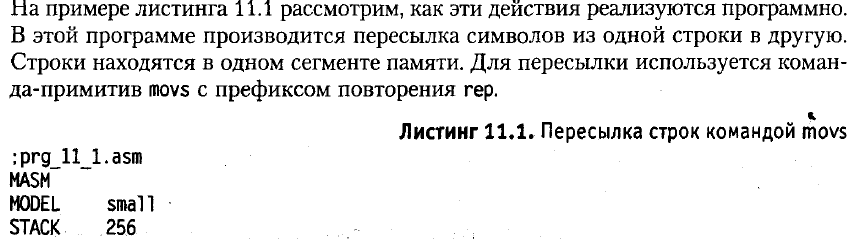 На примере листинга 11.1 рассмотрим, как эти действия реализуются программно.
В этой программе производится пересылка символов из одной строки в другую.
Строки находятся в одном сегменте памяти. Для пересылки используется коман-
да-примитив movs с префиксом повторения rep.
Листинг 11.1. Пересылка строк командой movs
;prg_11_1.asm
MASM
MODEL small
STACK 256